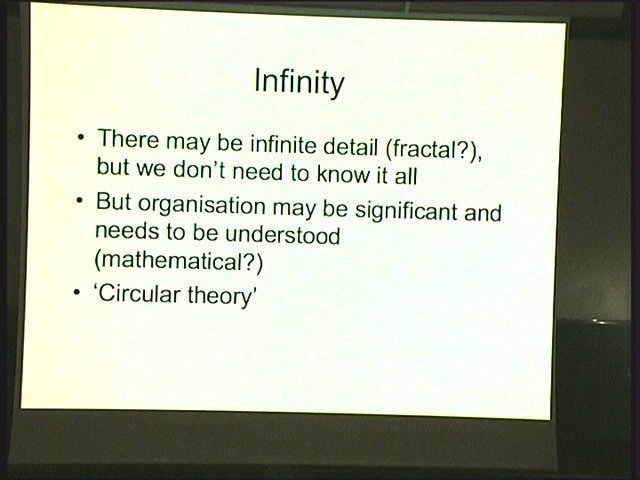 Infinity
• There may be infinite detail (fractal?),
but we don't need to know it all
• But organisation may be significant and
needs to be understood
(mathematical?)
• ‘Circular theory’